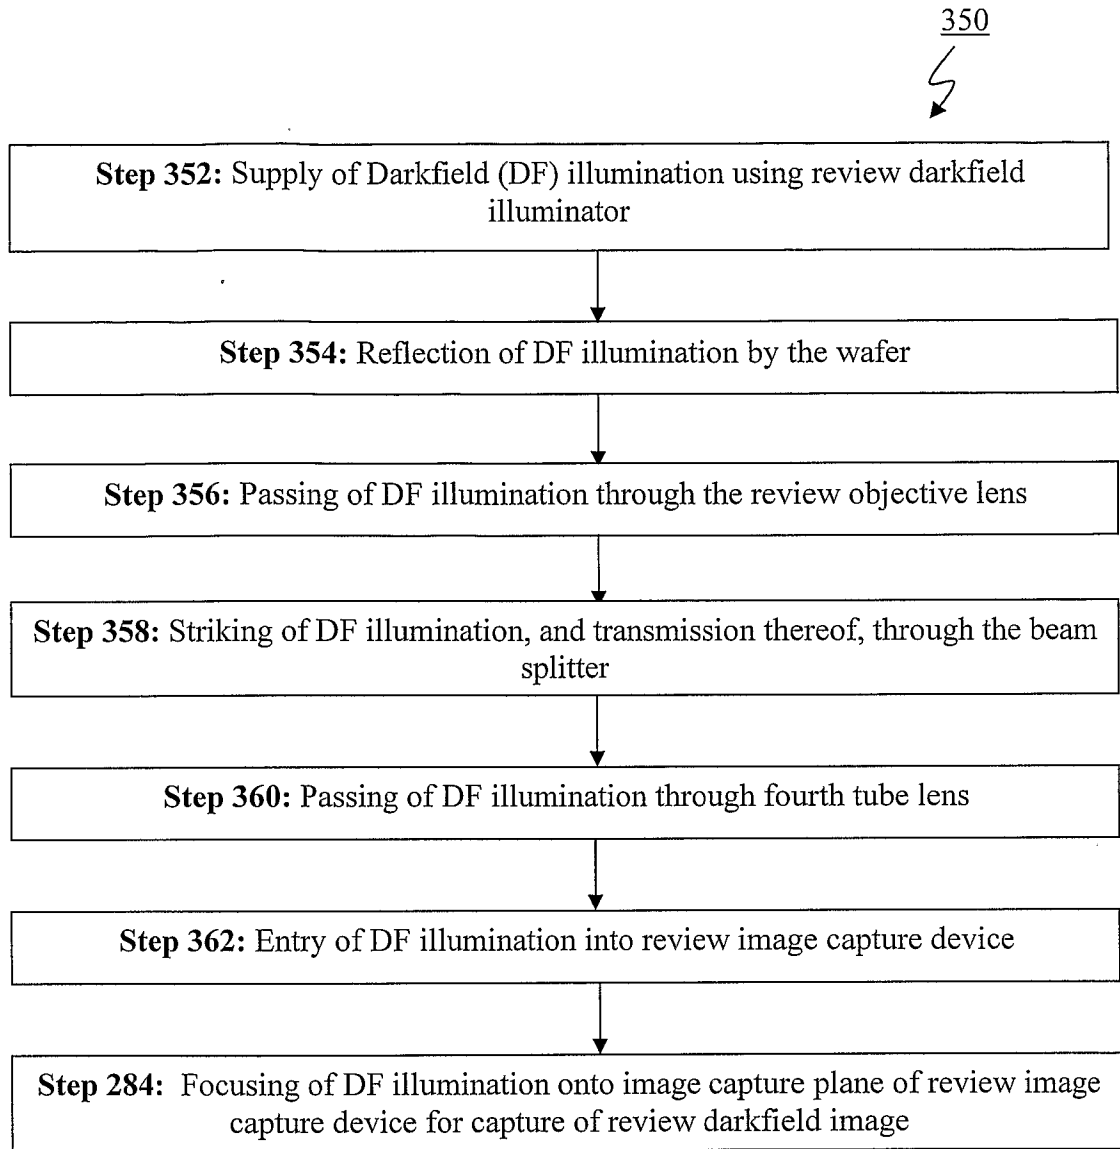 350
Step 352: Supply of Darkfield (DF) illumination using review darkfield
illuminator
Step 354: Reflection of DF illumination by the wafer
Step 356: Passing of DF illumination through the review objective lens
Step 358: Striking of DF illumination, and transmission thereof, through the beam
splitter
Step 360: Passing of DF illumination through fourth tube lens
Step 362: Entry of DF illumination into review image capture device
Step 284: Focusing of DF illumination onto image capture plane of review image
capture device for capture of review darkfield image